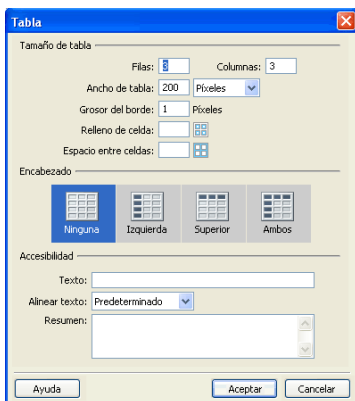 Tabla
Tamaño de tabla
Filas: 3 Columnas: 3
Ancho de tabla: 200 Píxeles
Grosor del borde: 1 Píxeles
Relleno de celda:
Espacio entre celdas:
Encabezado
Ninguna Izquierda Superior Ambos
Accesibilidad
Texto:
Alinear texto: Predeterminado
Resumen:
Ayuda Aceptar Cancelar